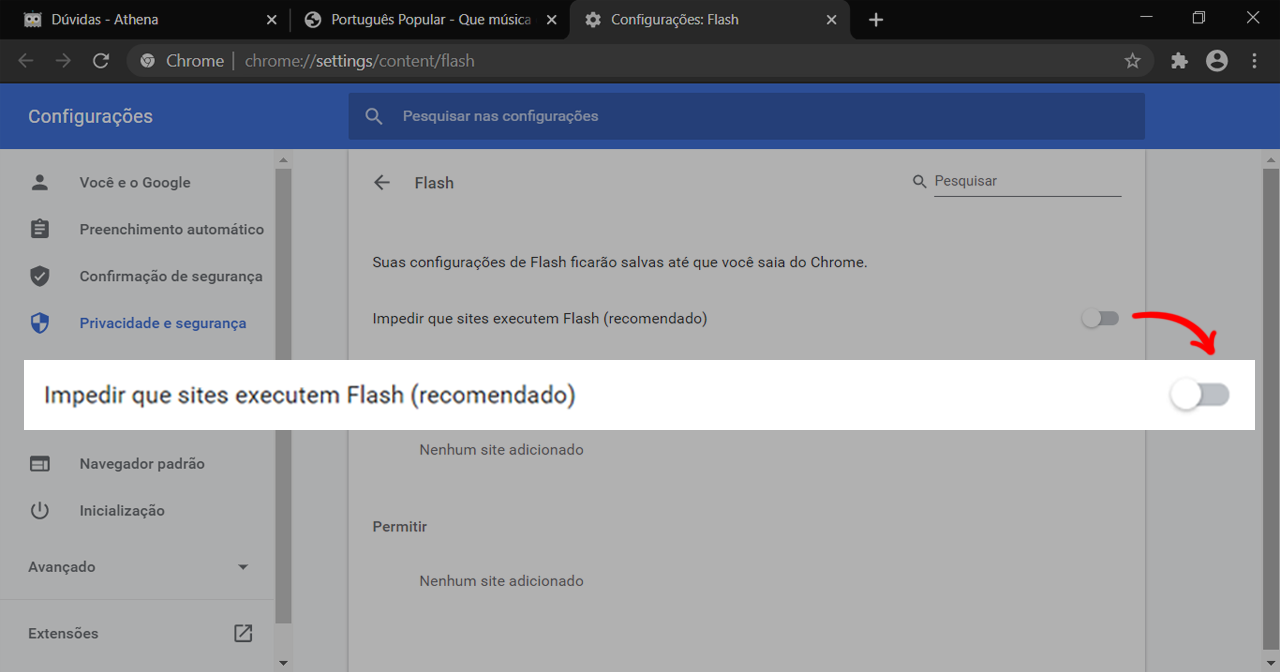 Dúvidas - Athena
Português Popular - Que música
Configurações: Flash
Chrome | chrome://settings/content/flash
Configurações
Pesquisar nas configurações
Você e o Google
Preenchimento automático
Confirmação de segurança
Privacidade e segurança
Flash
Pesquisar
Suas configurações de Flash ficarão salvas até que você saia do Chrome.
Impedir que sites executem Flash (recomendado)
Impedir que sites executem Flash (recomendado)
Nenhum site adicionado
Navegador padrão
Inicialização
Permitir
Avançado
Nenhum site adicionado
Extensões